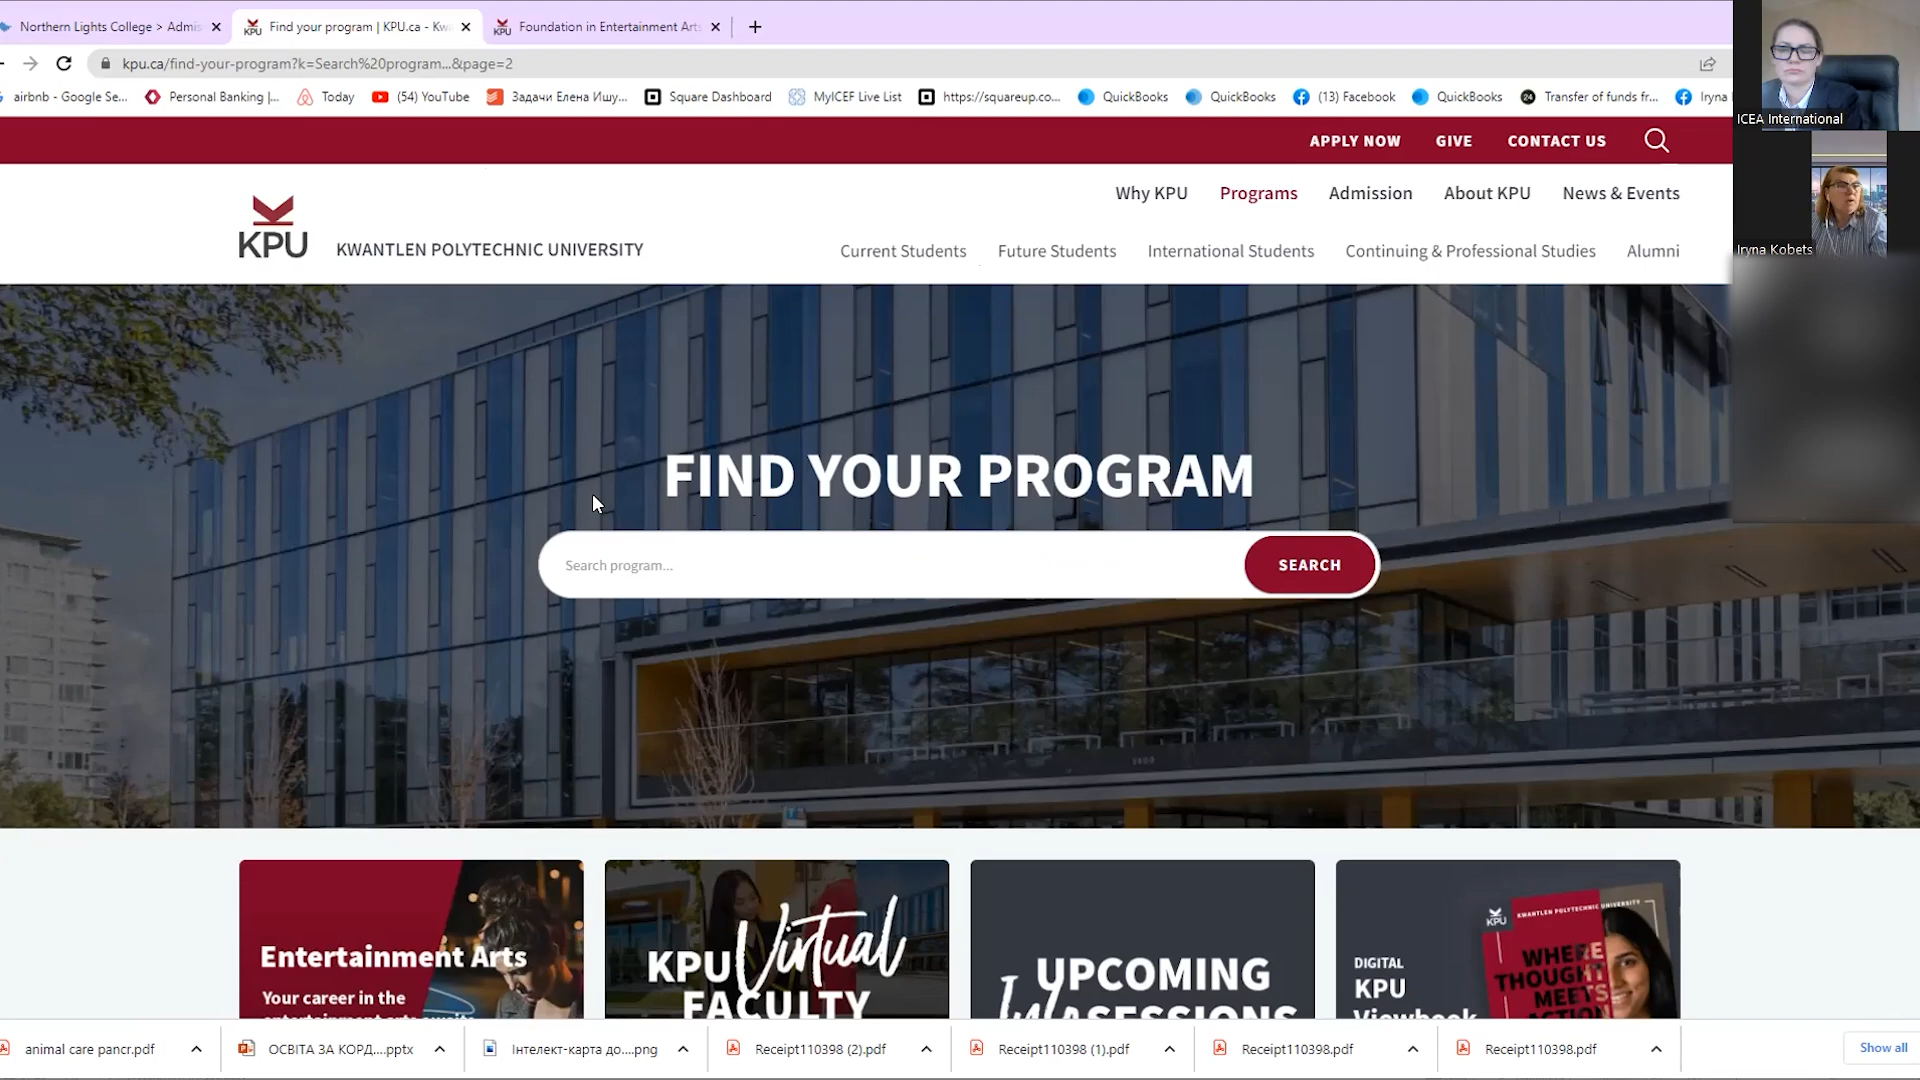 Northern Lights College > Admis
Find your program | KPU.ca - Kwa
Foundation in Entertainment Arts
kpu.ca/find-your-program?k=Search%20program...&page=2
airbnb - Google Se...
Personal Banking |...
Today
(54) YouTube
Задачи Елена Ишу...
Square Dashboard
MyICEF Live List
https://squareup.co...
QuickBooks
QuickBooks
(13) Facebook
QuickBooks
24
Transfer of funds fr...
Iryna
ICEA International
Iryna Kobets
APPLY NOW
GIVE
CONTACT US
Why KPU
Programs
Admission
About KPU
News & Events
KPU
KWANTLEN POLYTECHNIC UNIVERSITY
Current Students
Future Students
International Students
Continuing & Professional Studies
Alumni
FIND YOUR PROGRAM
Search program...
SEARCH
Entertainment Arts
Your career in the
entertainment arts awaits
KPU Virtual
FACULTY
UPCOMING
Info SESSIONS
DIGITAL
KPU
Viewbook
KPU
KWANTLEN POLYTECHNIC UNIVERSITY
WHERE
THOUGHT
MEETS
ACTION
animal care pancr.pdf
ОСВІТА ЗА КОРД....pptx
Інтелект-карта до....png
Receipt110398 (2).pdf
Receipt110398 (1).pdf
Receipt110398.pdf
Receipt110398.pdf
Show all